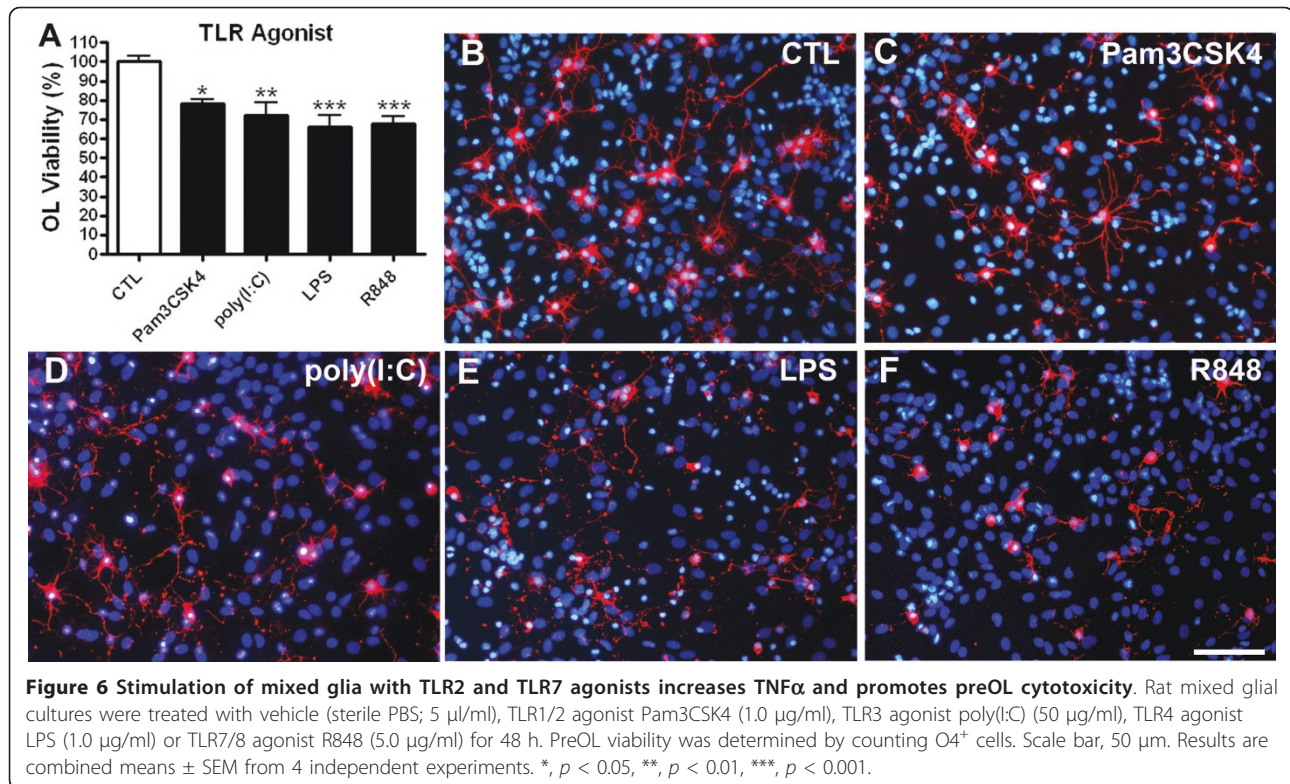 A
TLR Agonist
OL Viability (%)
110
100
90
80
70
60
50
40
30
20
10
0
*
**
***
***
CTL
Pam3CSK4
poly(I:C)
LPS
R848
B
CTL
C
Pam3CSK4
D
poly(I:C)
E
LPS
F
R848
Figure 6 Stimulation of mixed glia with TLR2 and TLR7 agonists increases TNFα and promotes preOL cytotoxicity. Rat mixed glial
cultures were treated with vehicle (sterile PBS; 5 μl/ml), TLR1/2 agonist Pam3CSK4 (1.0 μg/ml), TLR3 agonist poly(I:C) (50 μg/ml), TLR4 agonist
LPS (1.0 μg/ml) or TLR7/8 agonist R848 (5.0 μg/ml) for 48 h. PreOL viability was determined by counting O4⁺ cells. Scale bar, 50 μm. Results are
combined means ± SEM from 4 independent experiments. *, p < 0.05, **, p < 0.01, ***, p < 0.001.